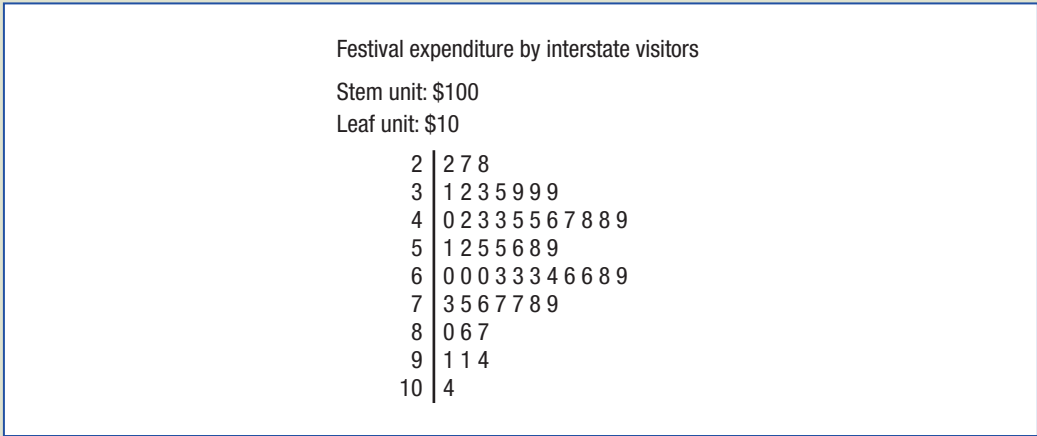 Festival expenditure by interstate visitors
Stem unit: $100
Leaf unit: $10
2 | 2 7 8
3 | 1 2 3 5 9 9 9
4 | 0 2 3 3 5 5 6 7 8 8 9
5 | 1 2 5 5 6 8 9
6 | 0 0 0 3 3 3 4 6 6 8 9
7 | 3 5 6 7 7 8 9
8 | 0 6 7
9 | 1 1 4
10 | 4